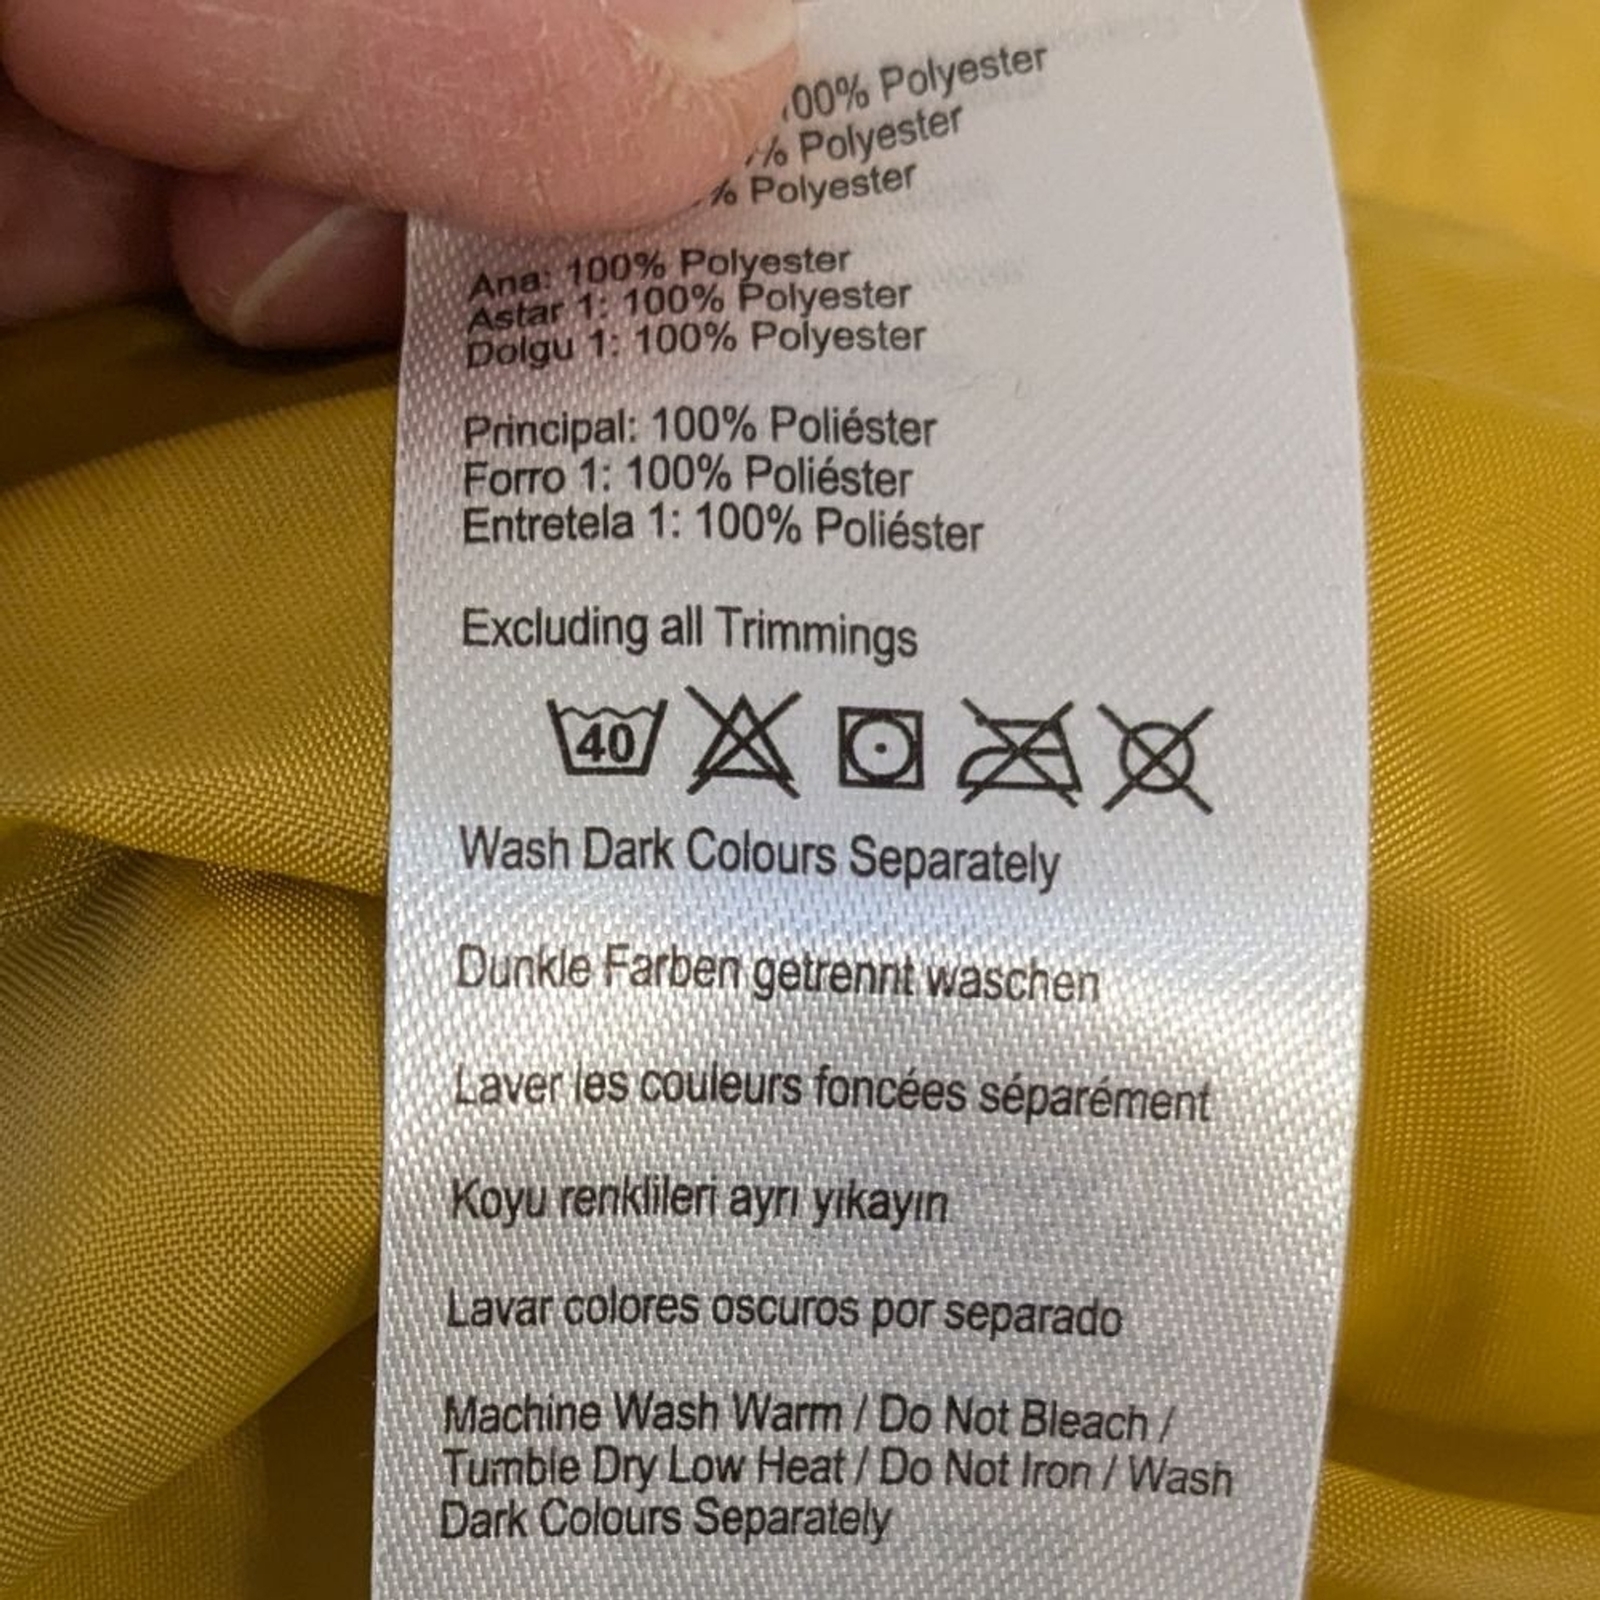 100% Polyester
% Polyester
% Polyester
Ana: 100% Polyester
Astar 1: 100% Polyester
Dolgu 1: 100% Polyester
Principal: 100% Poliéster
Forro 1: 100% Poliéster
Entretela 1: 100% Poliéster
Excluding all Trimmings
40
Wash Dark Colours Separately
Dunkle Farben getrennt waschen
Laver les couleurs foncées séparément
Koyu renklileri ayrı yıkayın
Lavar colores oscuros por separado
Machine Wash Warm / Do Not Bleach /
Tumble Dry Low Heat / Do Not Iron / Wash
Dark Colours Separately